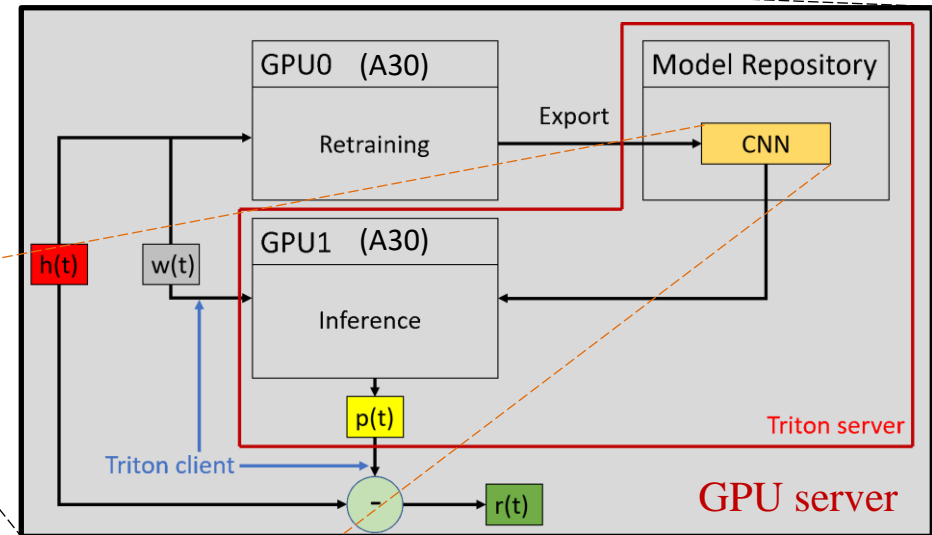 GPU0 (A30)
Retraining
Export
Model Repository
CNN
h(t)
w(t)
GPU1 (A30)
Inference
p(t)
Triton server
Triton client
-
r(t)
GPU server